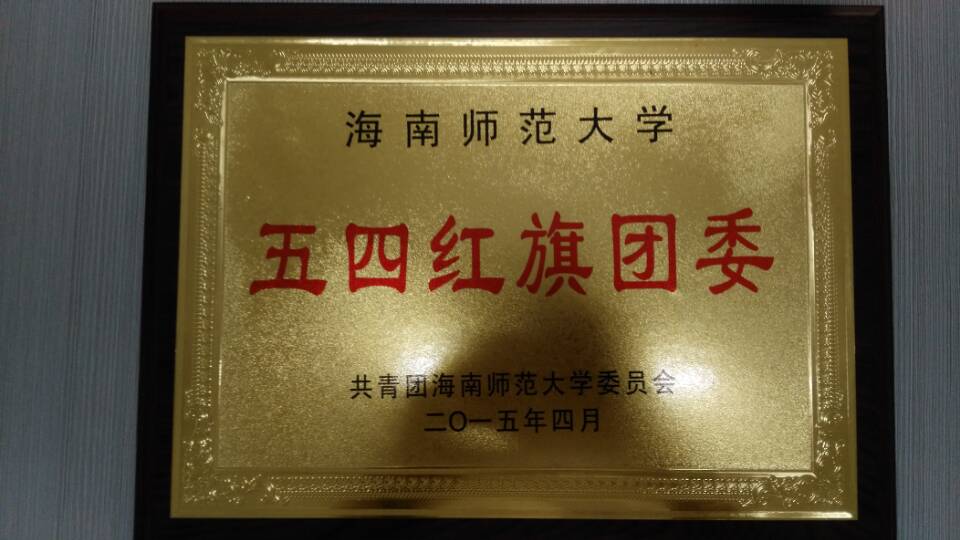 海南师范大学
五四红旗团委
共青团海南师范大学委员会
二〇一五年四月